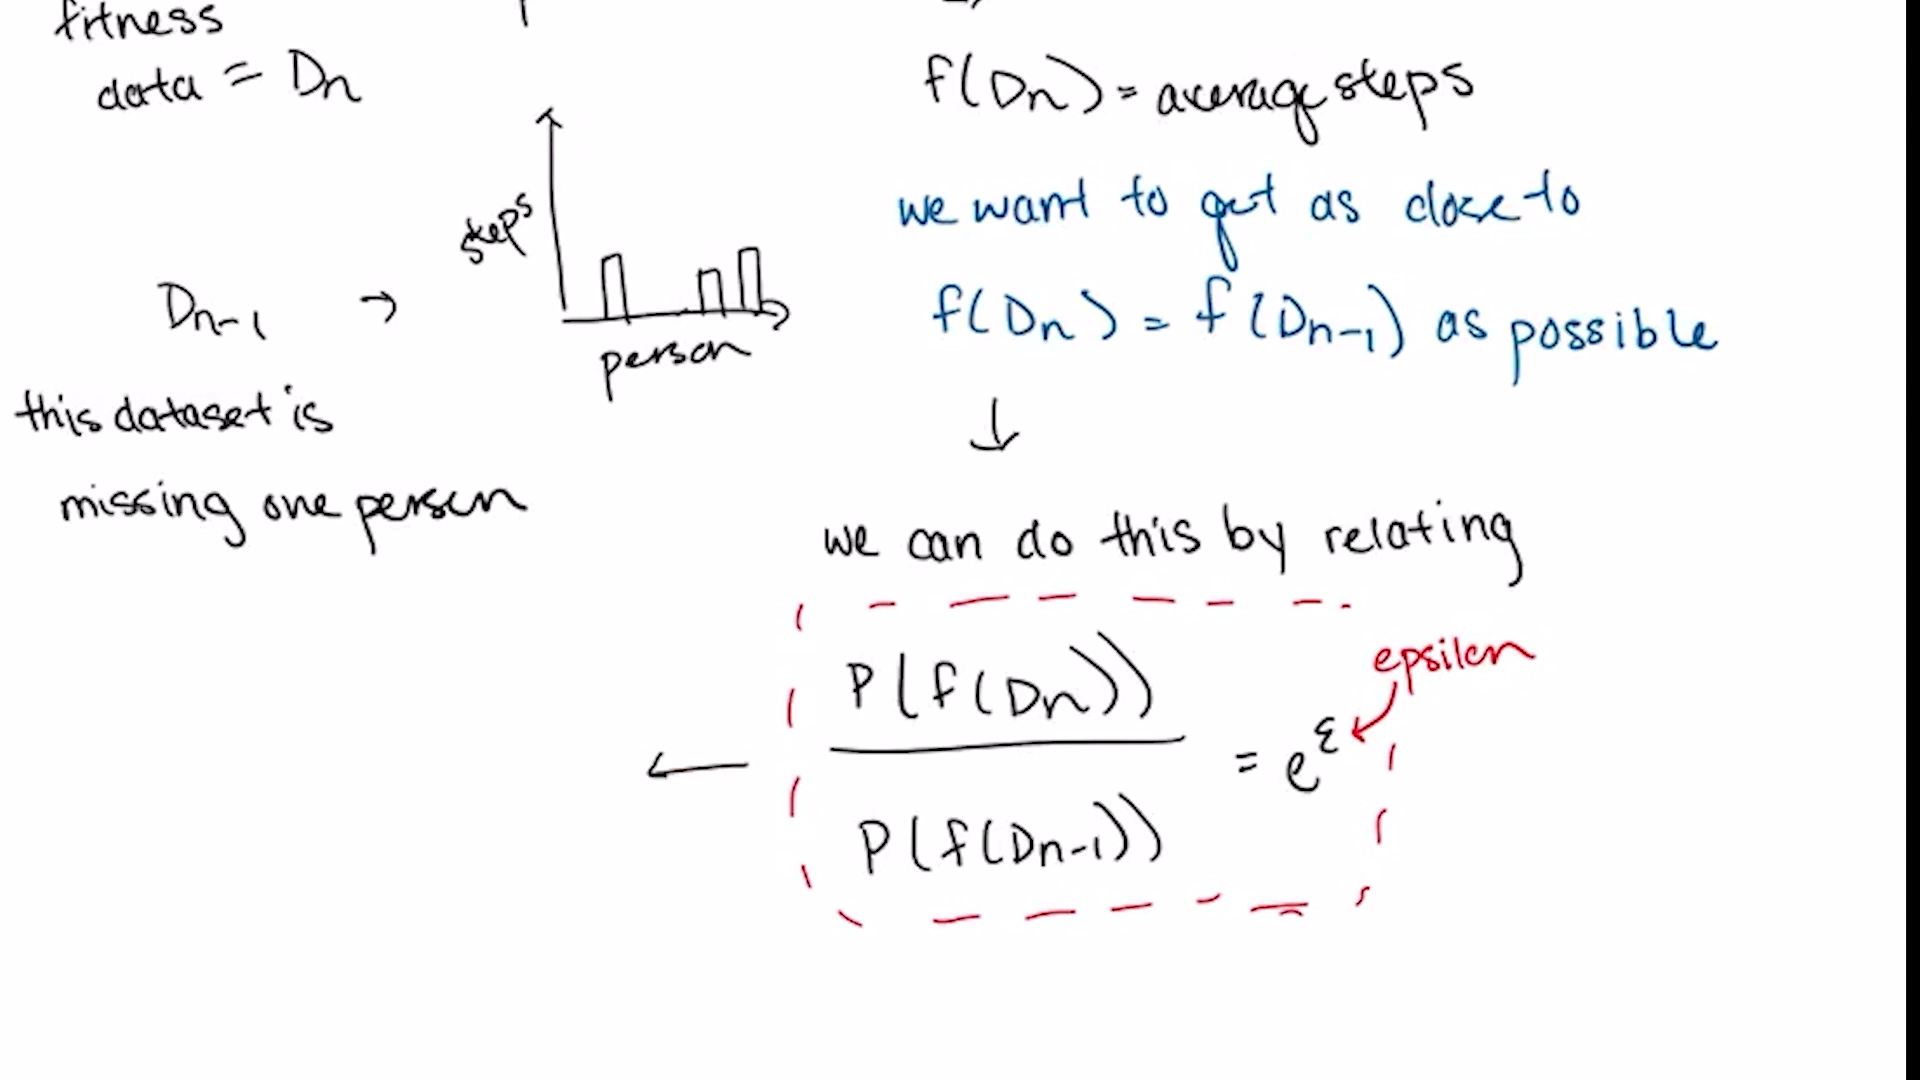 fitness
data = Dn
f(Dn) = average steps
steps
person
we want to get as close to
f(Dn) = f(Dn-1) as possible
Dn-1 →
this dataset is
missing one person
↓
we can do this by relating
epsilon
P(f(Dn))
← = e^ε
P(f(Dn-1))